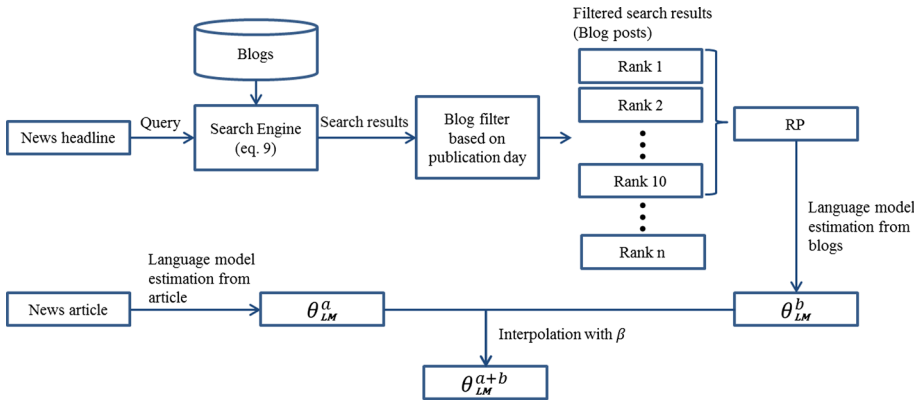 Filtered search results
(Blog posts)
Blogs
Rank 1
Rank 2
News headline
Query
Search Engine
(eq. 9)
Search results
Blog filter
based on
publication day
RP
Rank 10
Rank n
Language model
estimation from
blogs
Language model
estimation from
article
News article
θ^a_LM
θ^b_LM
Interpolation with β
θ^{a+b}_LM